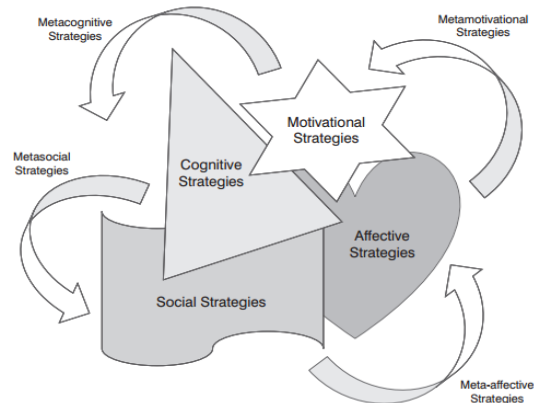 Metacognitive
Strategies
Metamotivational
Strategies
Motivational
Strategies
Cognitive
Strategies
Metasocial
Strategies
Affective
Strategies
Social Strategies
Meta-affective
Strategies